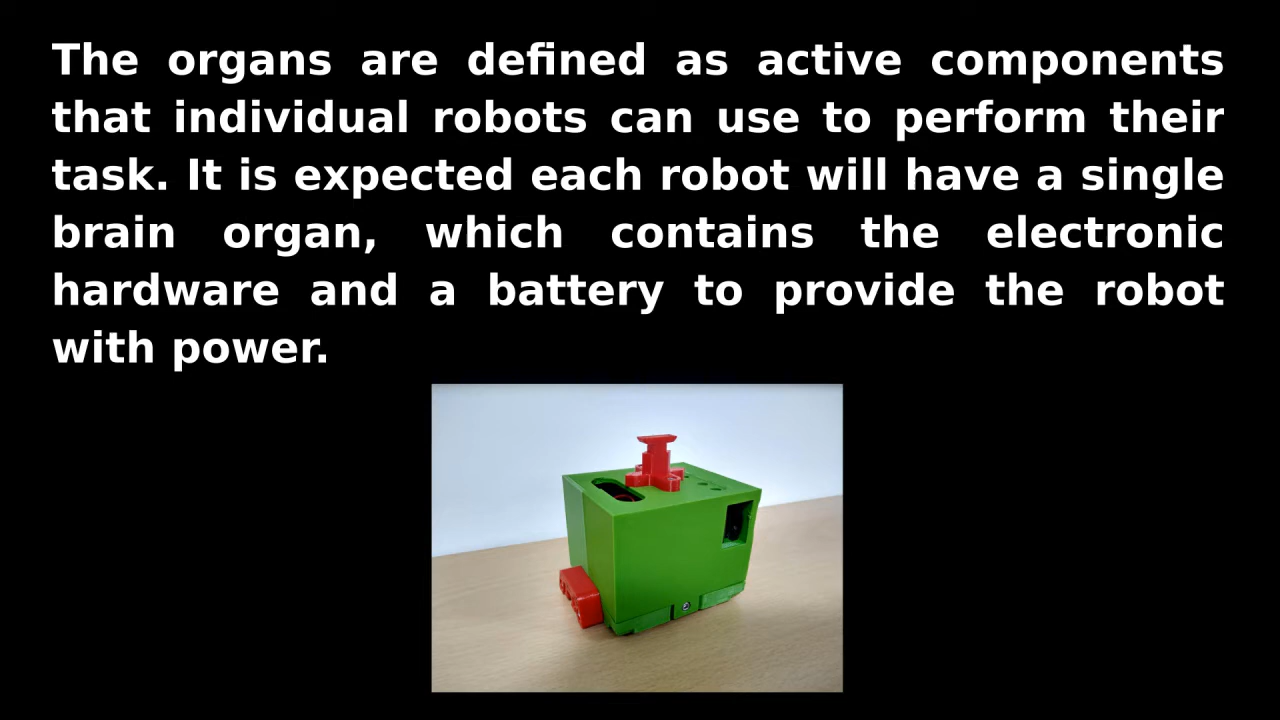 The organs are defined as active components
that individual robots can use to perform their
task. It is expected each robot will have a single
brain organ, which contains the electronic
hardware and a battery to provide the robot
with power.